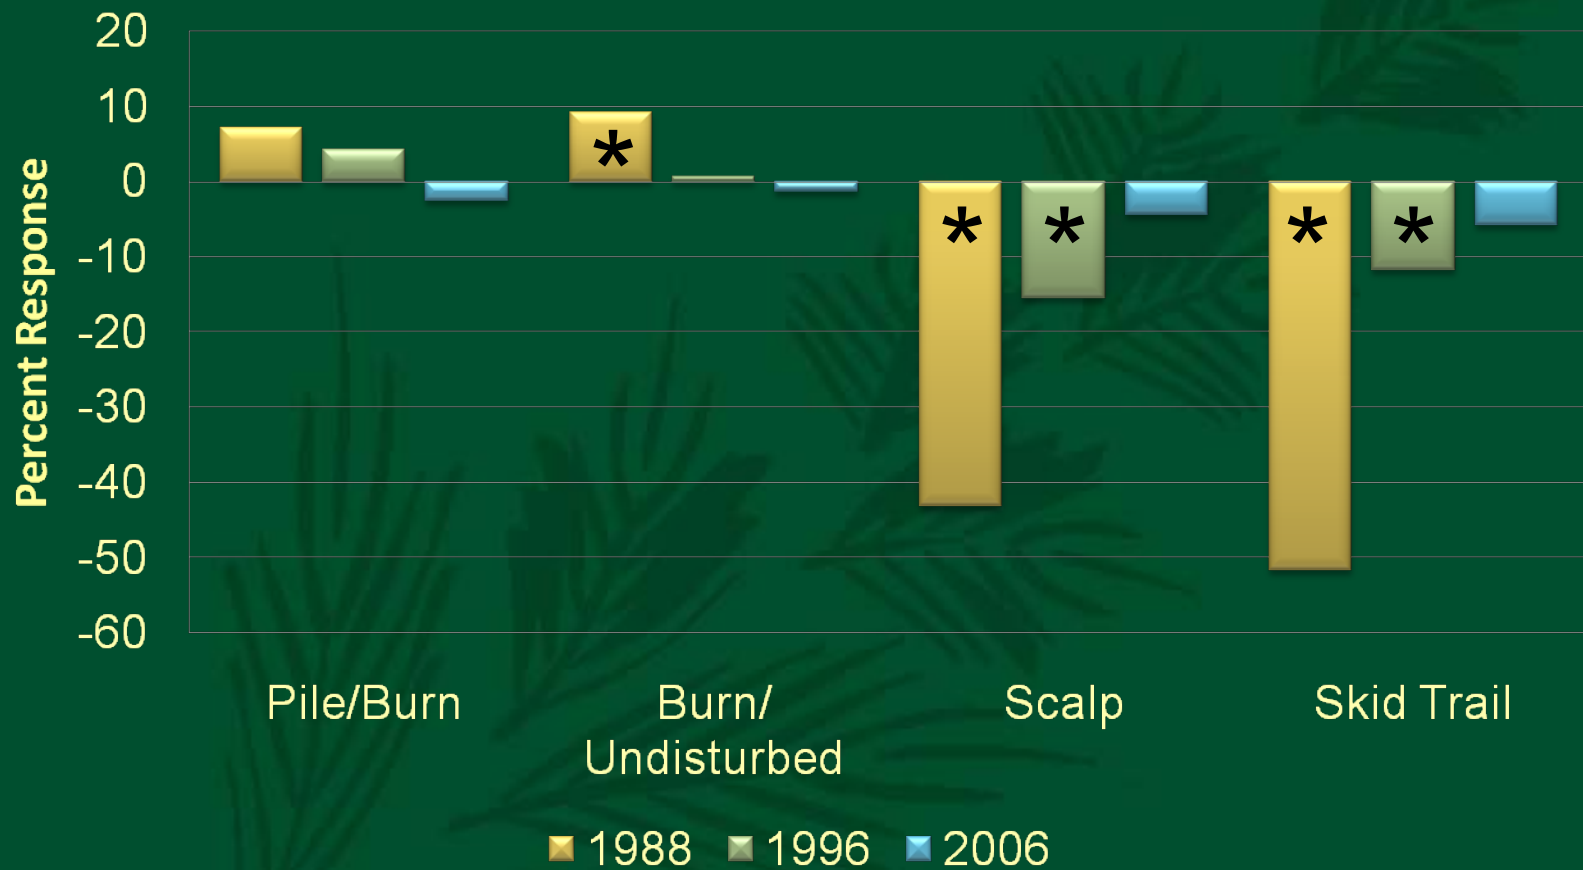 20
10
0
-10
-20
-30
-40
-50
-60
Percent Response
*
*
*
*
*
Pile/Burn
Burn/
Undisturbed
Scalp
Skid Trail
1988
1996
2006